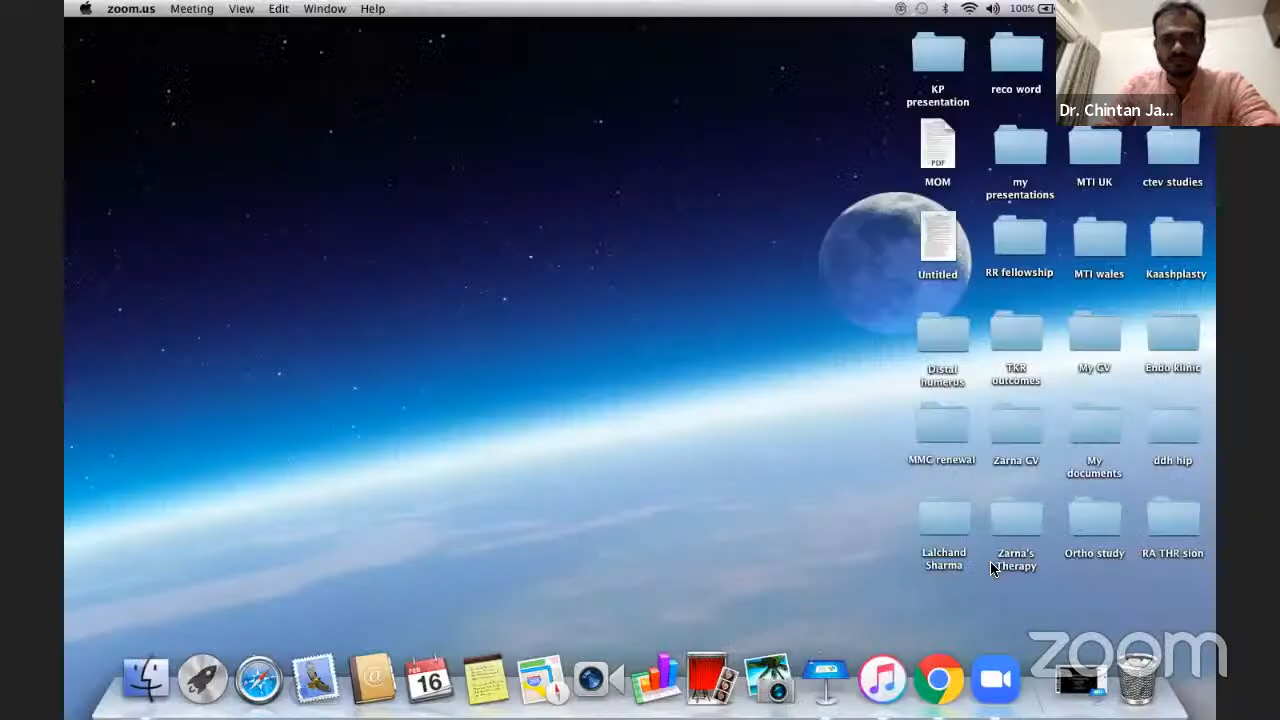 zoom.us Meeting View Edit Window Help 100%
Dr. Chintan Ja...
KP
presentation
reco word
PDF
MOM
my
presentations
MTI UK
ctev studies
Untitled
RR fellowship
MTI wales
Kaashplasty
Distal
humerus
TKR
outcomes
My CV
Endo klinic
MMC renewal
Zarna CV
My
documents
ddh hip
Lalchand
Sharma
Zarna's
Therapy
Ortho study
RA THR sion
FEB
16
zoom